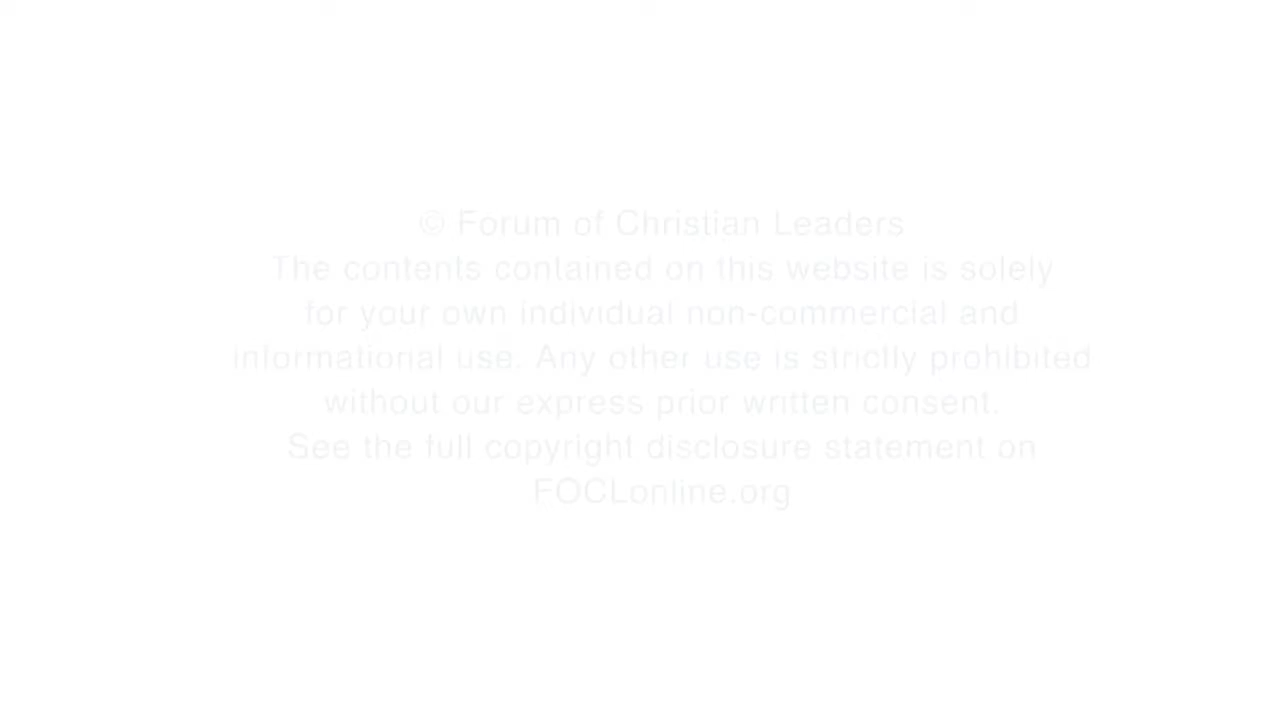 © Forum of Christian Leaders
The contents contained on this website is solely
for your own individual non-commercial and
informational use. Any other use is strictly prohibited
without our express prior written consent.
See the full copyright disclosure statement on
FOCLonline.org